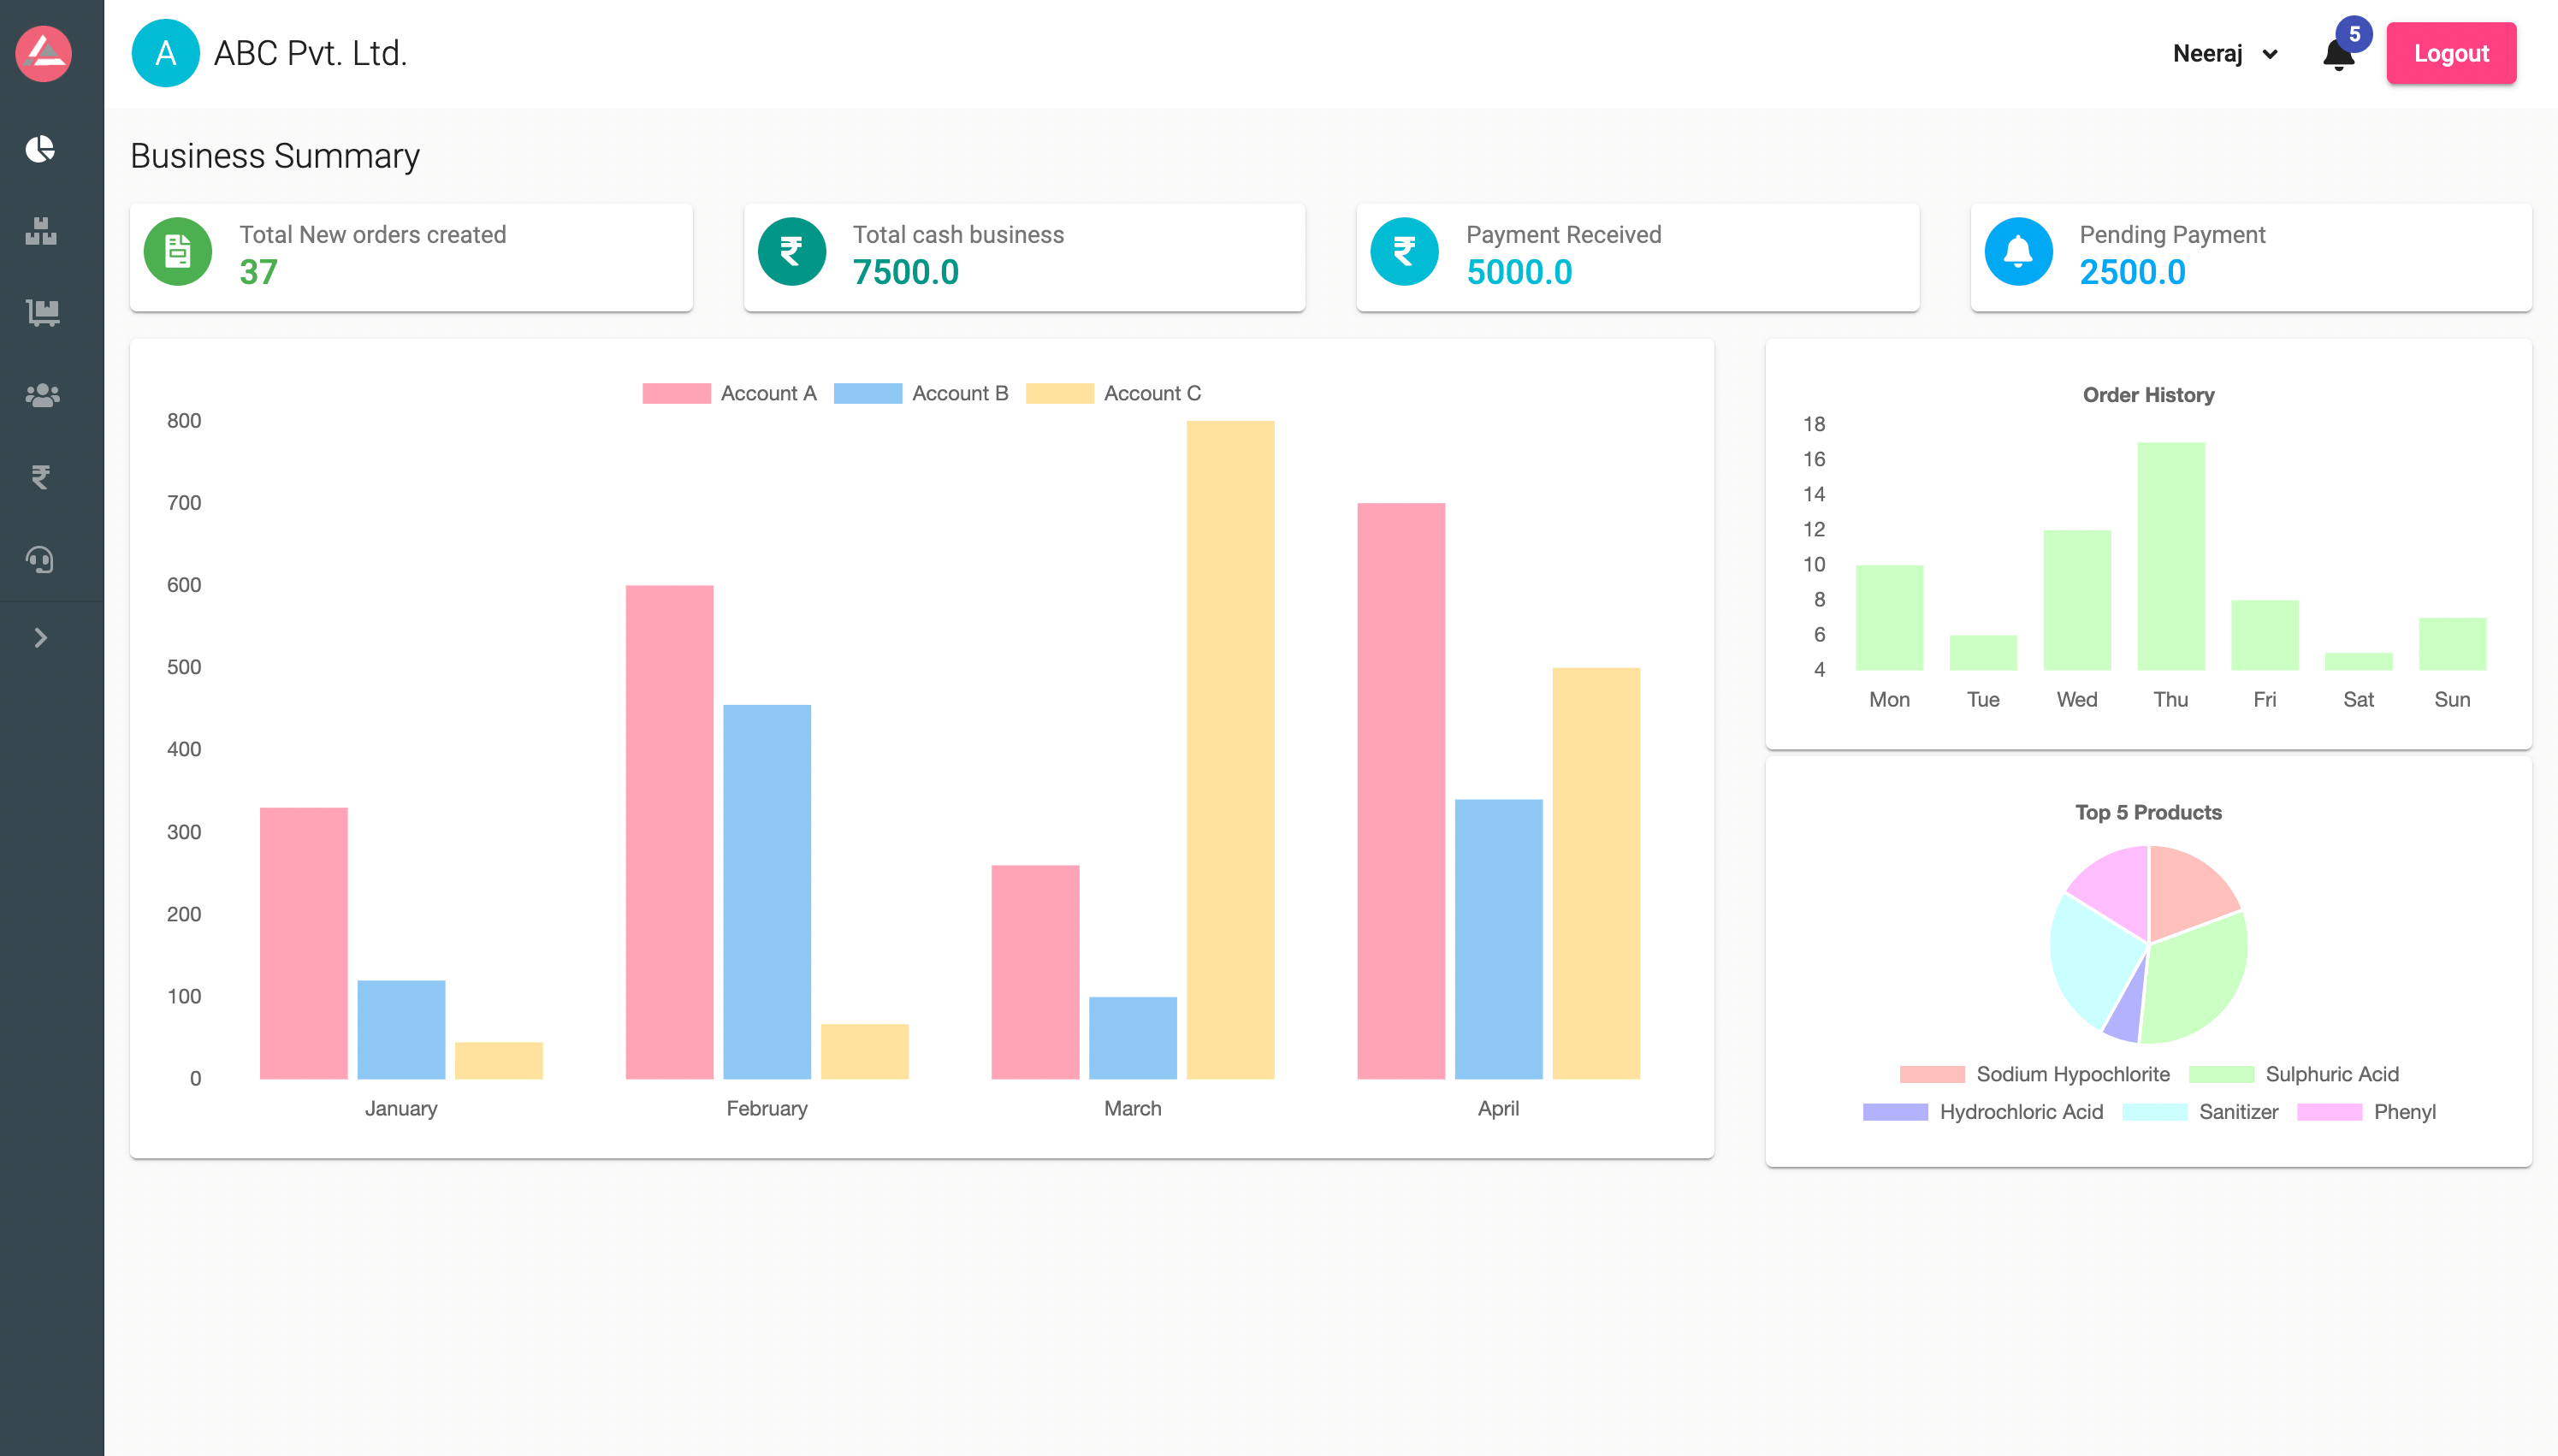 A ABC Pvt. Ltd.
Neeraj
5
Logout
Business Summary
Total New orders created
37
Total cash business
7500.0
Payment Received
5000.0
Pending Payment
2500.0
Account A Account B Account C
800
700
600
500
400
300
200
100
0
January February March April
Order History
18
16
14
12
10
8
6
4
Mon Tue Wed Thu Fri Sat Sun
Top 5 Products
Sodium Hypochlorite Sulphuric Acid
Hydrochloric Acid Sanitizer Phenyl